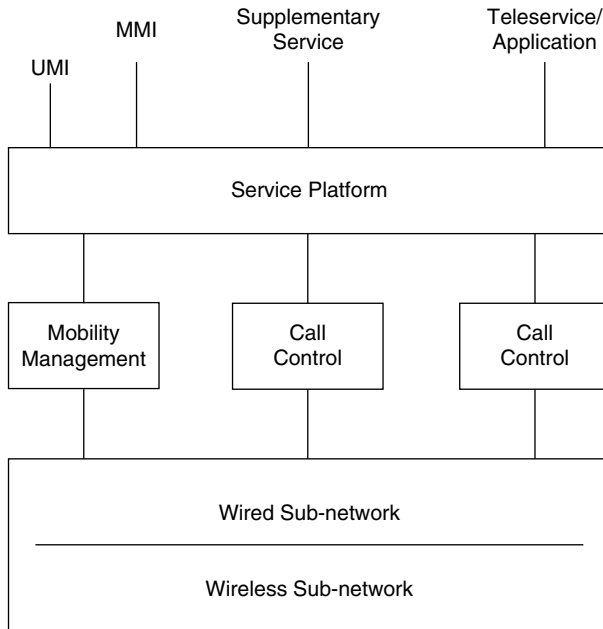 UMI
MMI
Supplementary
Service
Teleservice/
Application
Service Platform
Mobility
Management
Call
Control
Call
Control
Wired Sub-network
Wireless Sub-network